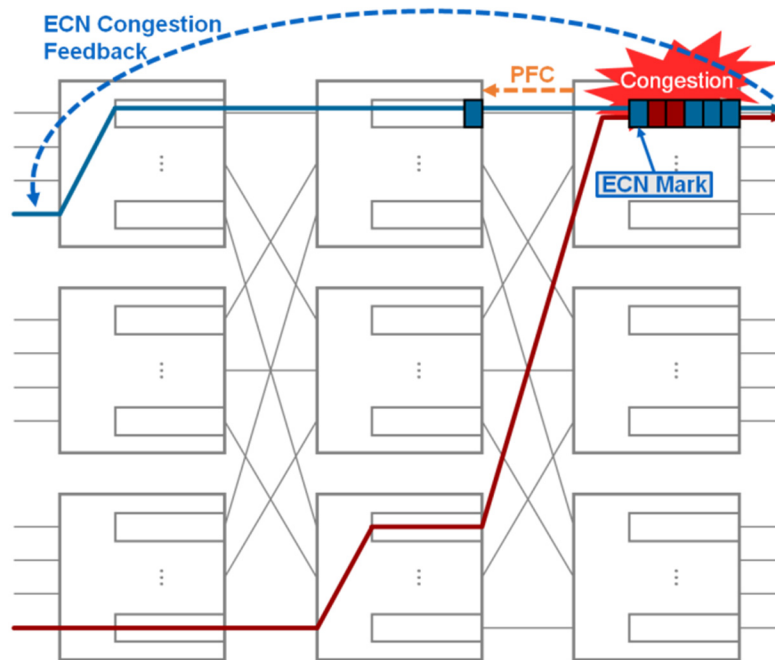 ECN Congestion
Feedback
PFC
Congestion
ECN Mark